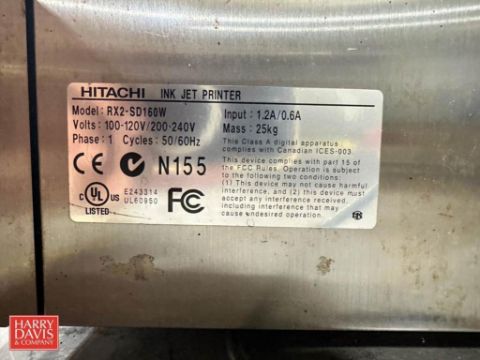 HITACHI INK JET PRINTER
Model: RX2-SD160W
Volts: 100-120V/200-240V
Phase: 1 Cycles: 50/60Hz
Input: 1.2A/0.6A
Mass: 25kg
This Class A digital apparatus
complies with Canadian ICES-003.
This device complies with part 15 of
the FCC Rules. Operation is subject
to the following two conditions:
(1) This device may not cause harmful
interference, and (2) this device must
accept any interference received,
including interference that may
cause undesired operation.
CE N155
C UL US
LISTED
E243314
UL60950
FC
HARRY
DAVIS
& COMPANY